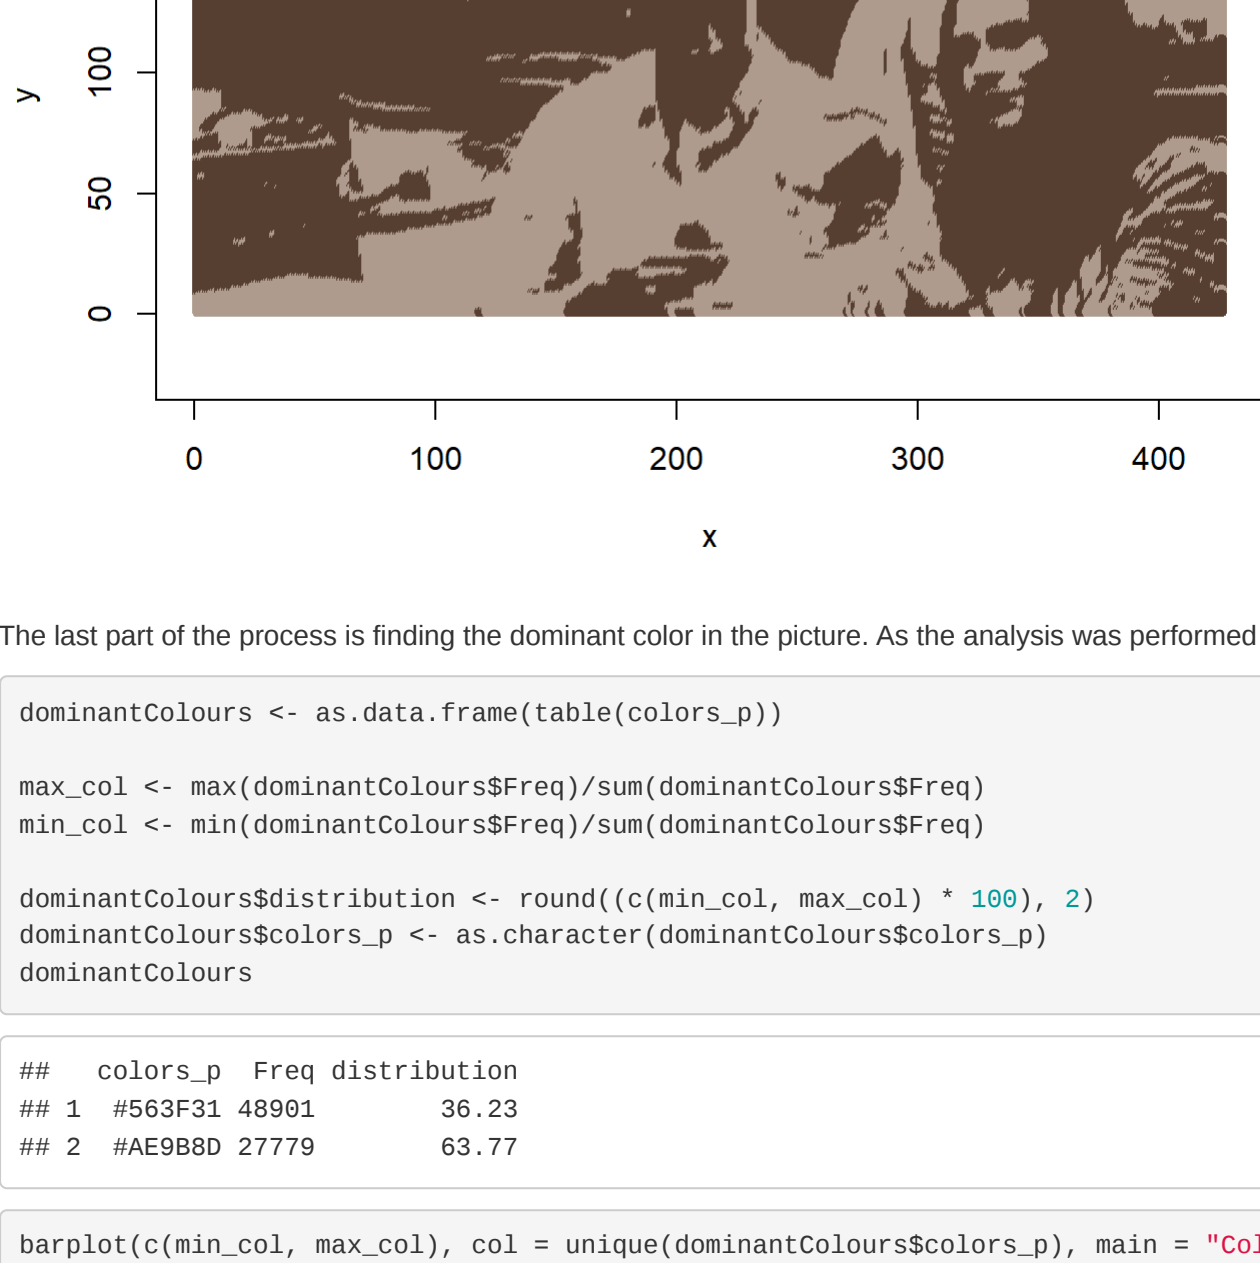 100
y
50
0
0 100 200 300 400
x
The last part of the process is finding the dominant color in the picture. As the analysis was performed
dominantColours <- as.data.frame(table(colors_p))
max_col <- max(dominantColours$Freq)/sum(dominantColours$Freq)
min_col <- min(dominantColours$Freq)/sum(dominantColours$Freq)
dominantColours$distribution <- round((c(min_col, max_col) * 100), 2)
dominantColours$colors_p <- as.character(dominantColours$colors_p)
dominantColours
##   colors_p  Freq distribution
## 1  #563F31 48901        36.23
## 2  #AE9B8D 27779        63.77
barplot(c(min_col, max_col), col = unique(dominantColours$colors_p), main = "Col